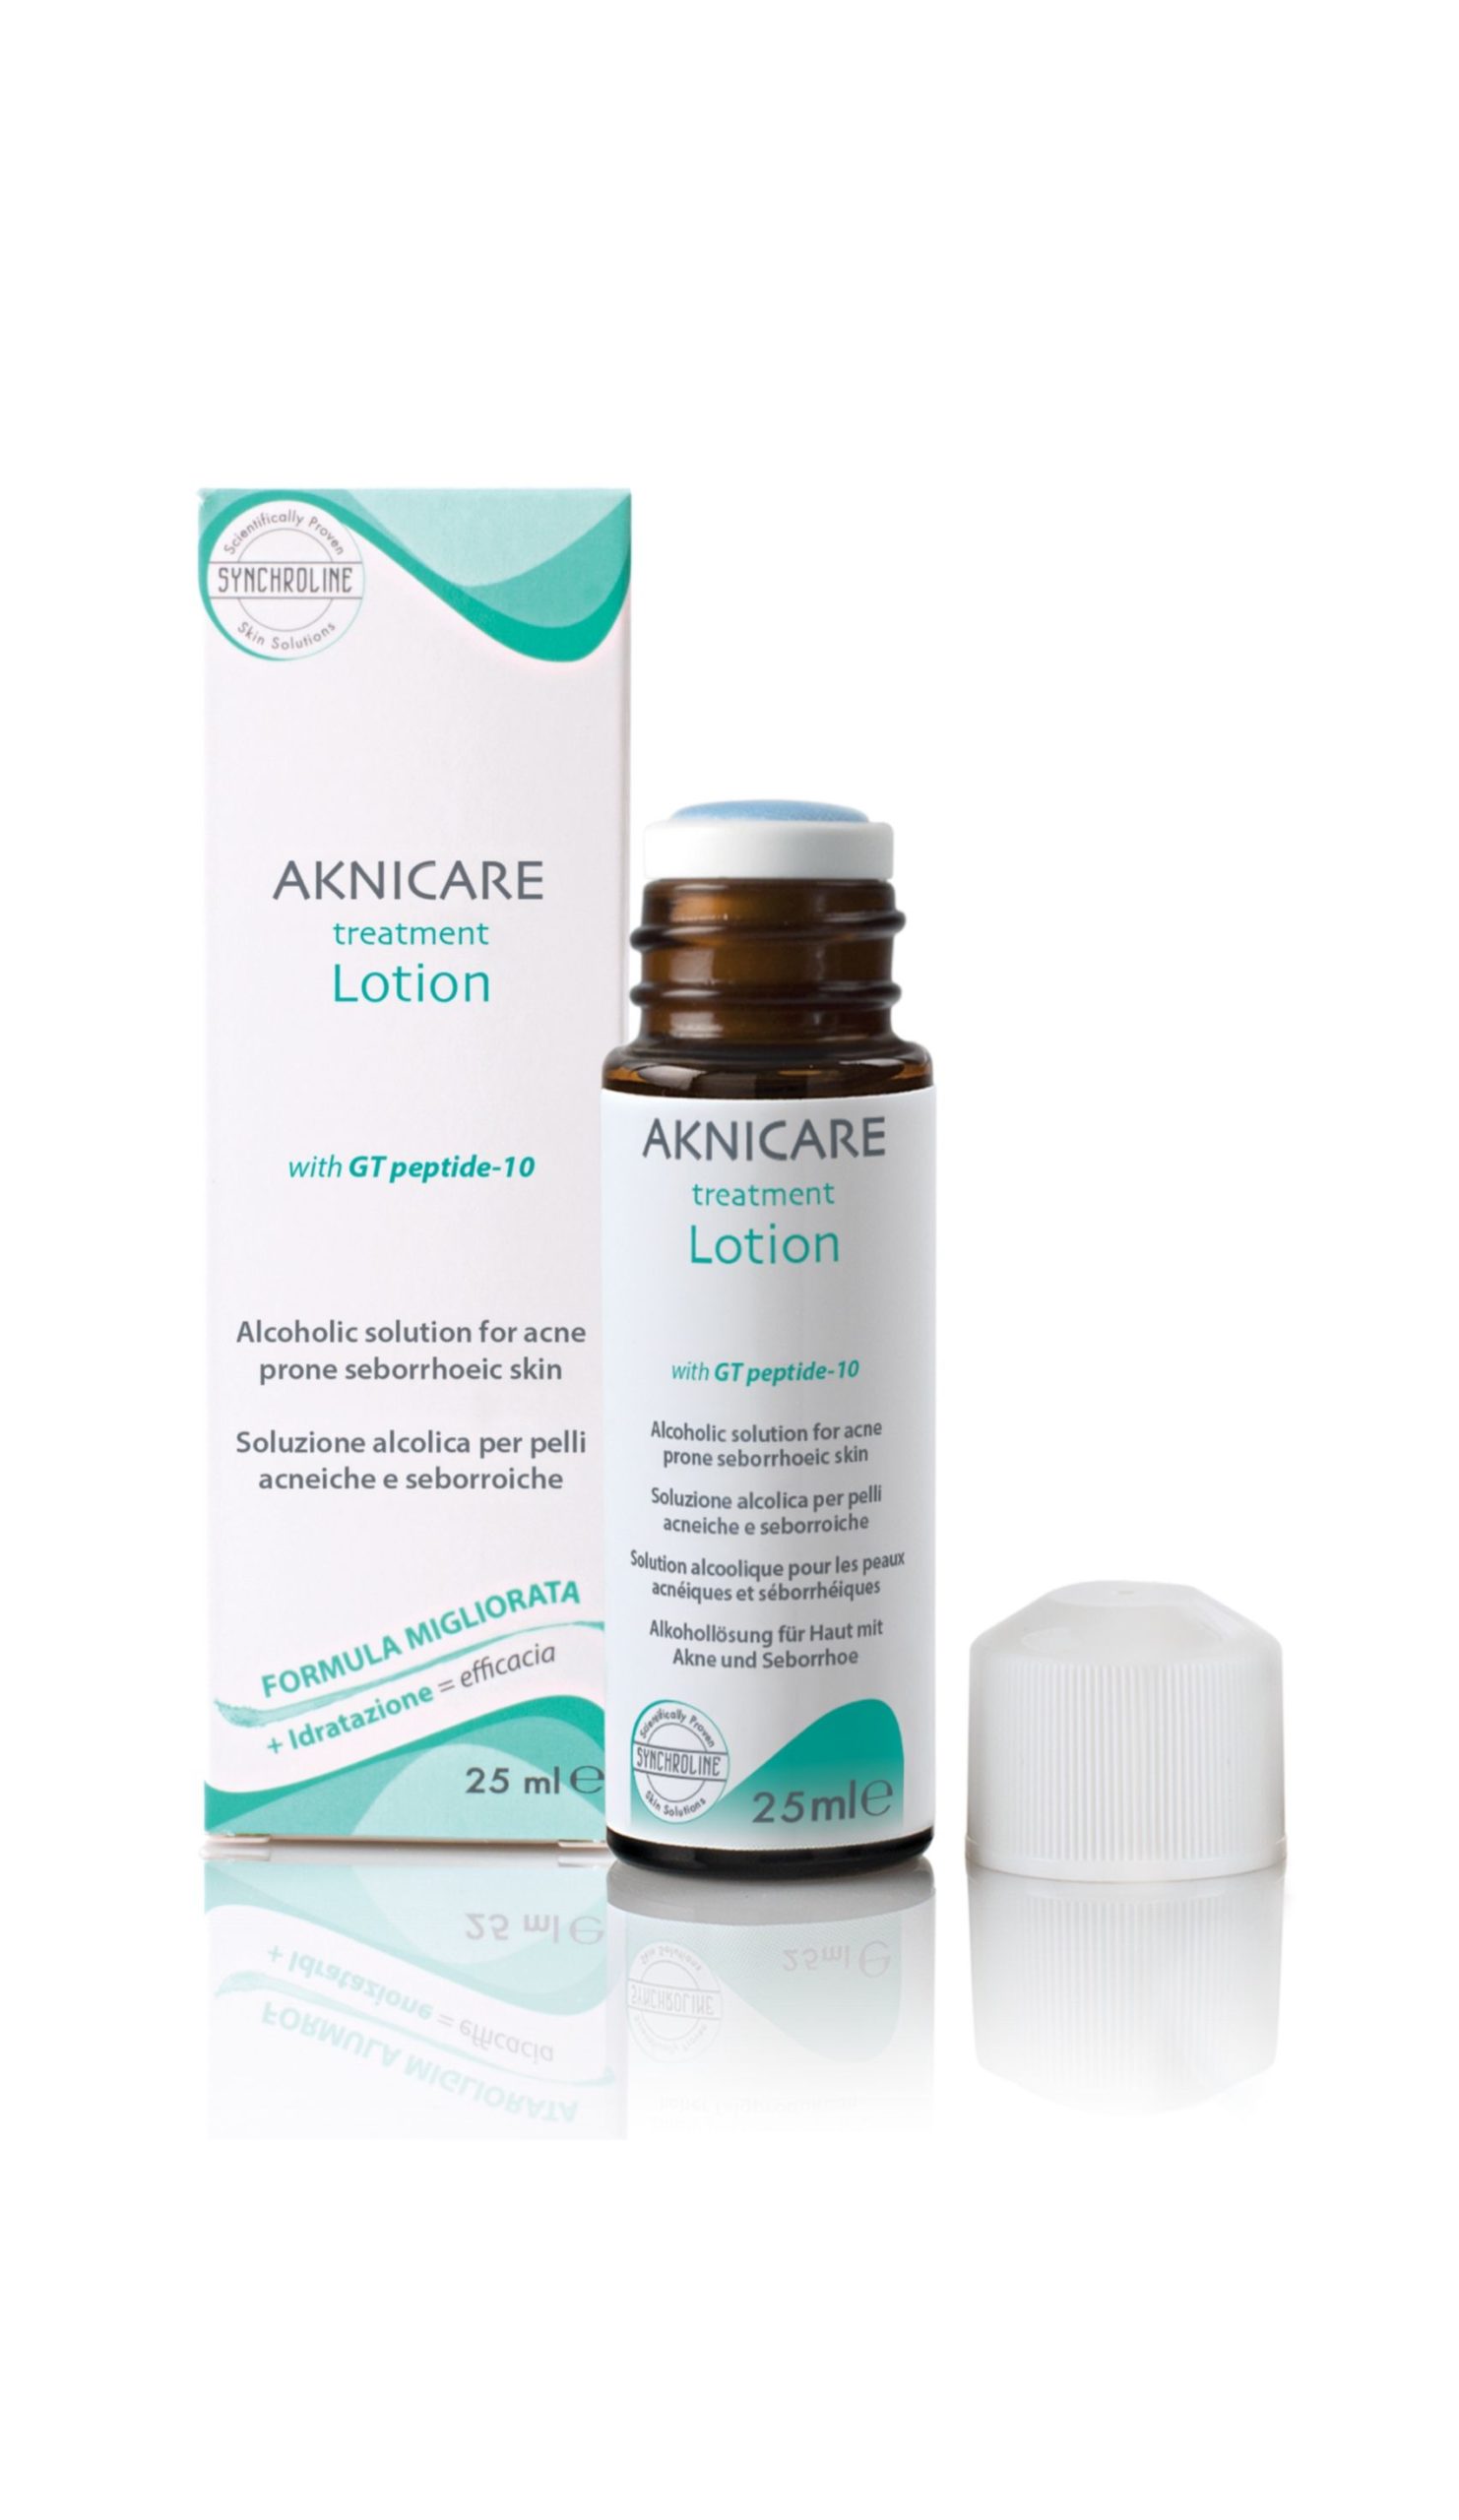 Scientifically Proven
SYNCHROLINE
Skin Solutions
AKNICARE
treatment
Lotion
with GT peptide-10
Alcoholic solution for acne
prone seborrhoeic skin
Soluzione alcolica per pelli
acneiche e seborroiche
FORMULA MIGLIORATA
+ Idratazione = efficacia
25 ml ℮
AKNICARE
treatment
Lotion
with GT peptide-10
Alcoholic solution for acne
prone seborrhoeic skin
Soluzione alcolica per pelli
acneiche e seborroiche
Solution alcoolique pour les peaux
acnéiques et séborrhéiques
Alkohollösung für Haut mit
Akne und Seborrhoe
Scientifically Proven
SYNCHROLINE
Skin Solutions
25ml℮